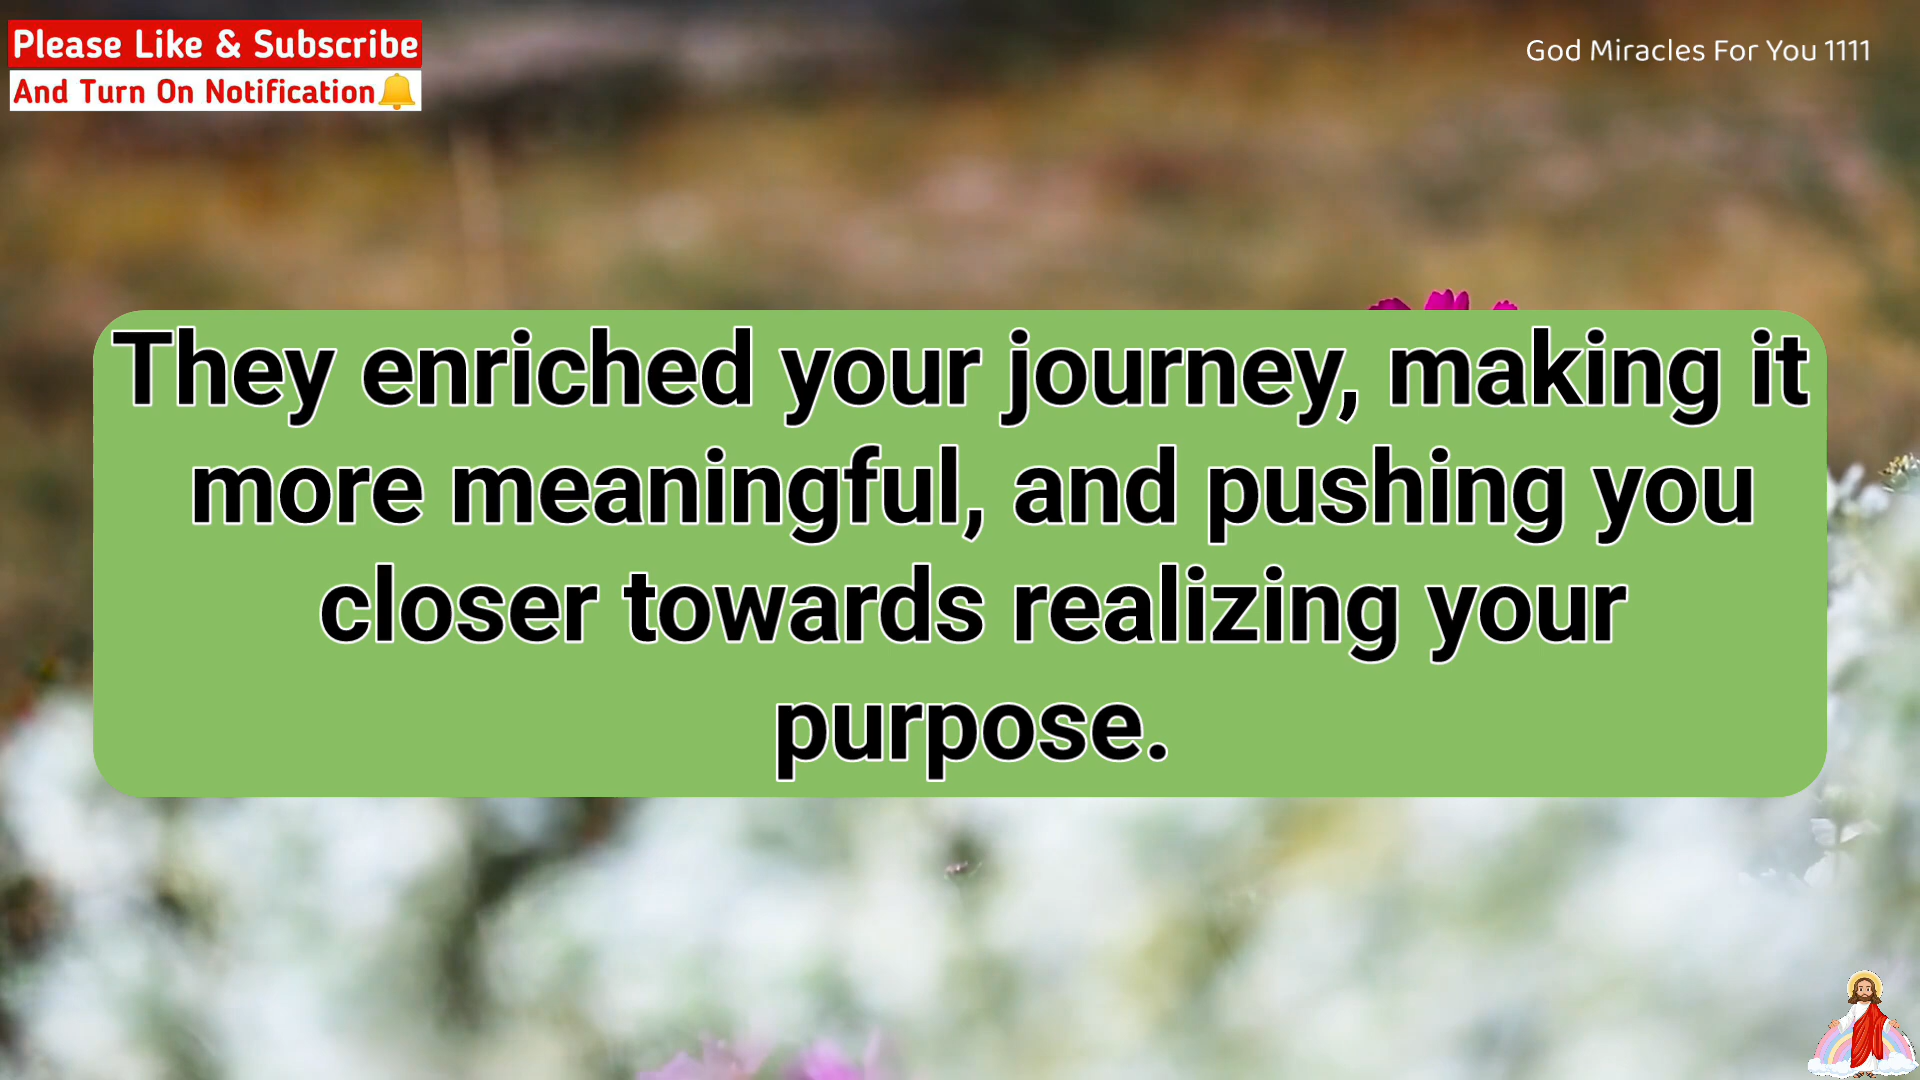 Please Like & Subscribe
And Turn On Notification
God Miracles For You 1111
They enriched your journey, making it
more meaningful, and pushing you
closer towards realizing your
purpose.